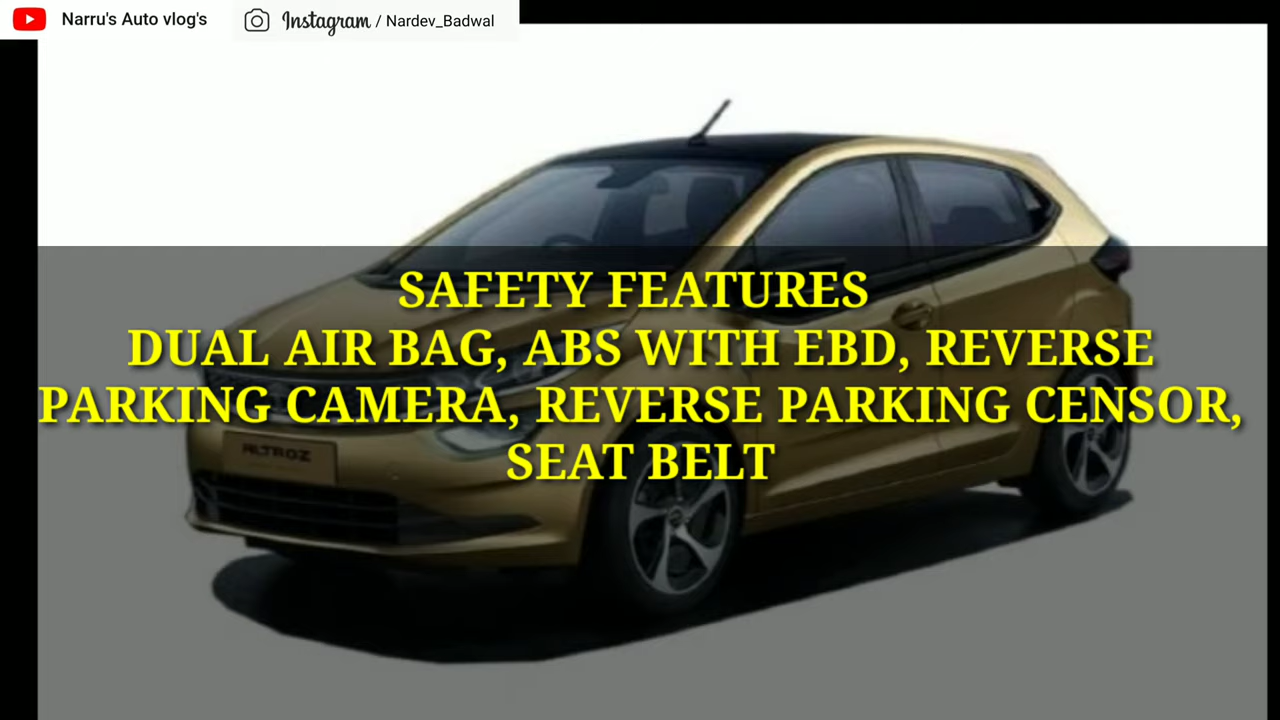 Narru's Auto vlog's
Instagram / Nardev_Badwal
SAFETY FEATURES
DUAL AIR BAG, ABS WITH EBD, REVERSE
PARKING CAMERA, REVERSE PARKING CENSOR,
SEAT BELT
ALTROZ